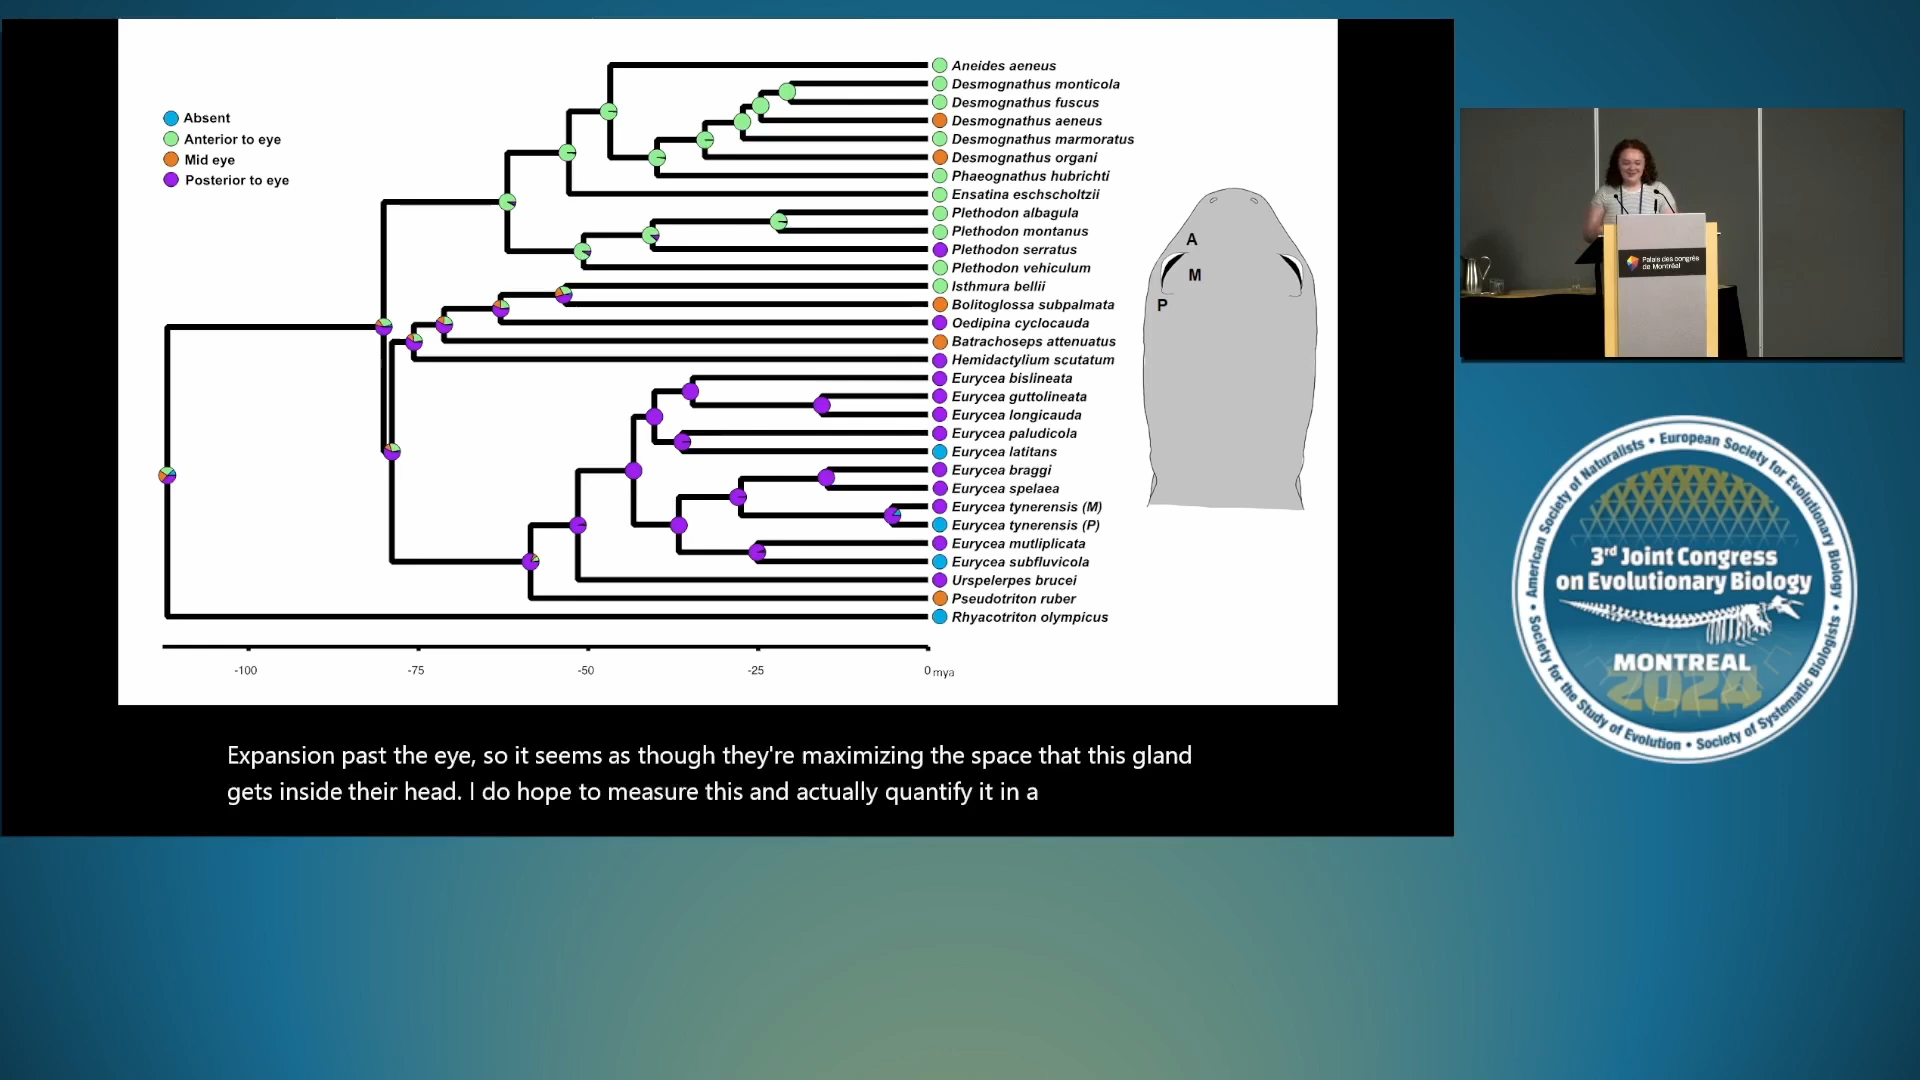 Absent
Anterior to eye
Mid eye
Posterior to eye
Aneides aeneus
Desmognathus monticola
Desmognathus fuscus
Desmognathus aeneus
Desmognathus marmoratus
Desmognathus organi
Phaeognathus hubrichti
Ensatina eschscholtzii
Plethodon albagula
Plethodon montanus
Plethodon serratus
Plethodon vehiculum
Isthmura bellii
Bolitoglossa subpalmata
Oedipina cyclocauda
Batrachoseps attenuatus
Hemidactylium scutatum
Eurycea bislineata
Eurycea guttolineata
Eurycea longicauda
Eurycea paludicola
Eurycea latitans
Eurycea braggi
Eurycea spelaea
Eurycea tynerensis (M)
Eurycea tynerensis (P)
Eurycea mutliplicata
Eurycea subfluvicola
Urspelerpes brucei
Pseudotriton ruber
Rhyacotriton olympicus
-100
-75
-50
-25
0 mya
A
M
P
Expansion past the eye, so it seems as though they're maximizing the space that this gland
gets inside their head. I do hope to measure this and actually quantify it in a
Palais des congrès
de Montréal
American Society of Naturalists • European Society for Evolutionary Biology •
Society for the Study of Evolution • Society of Systematic Biologists •
3rd Joint Congress
on Evolutionary Biology
MONTREAL
2024